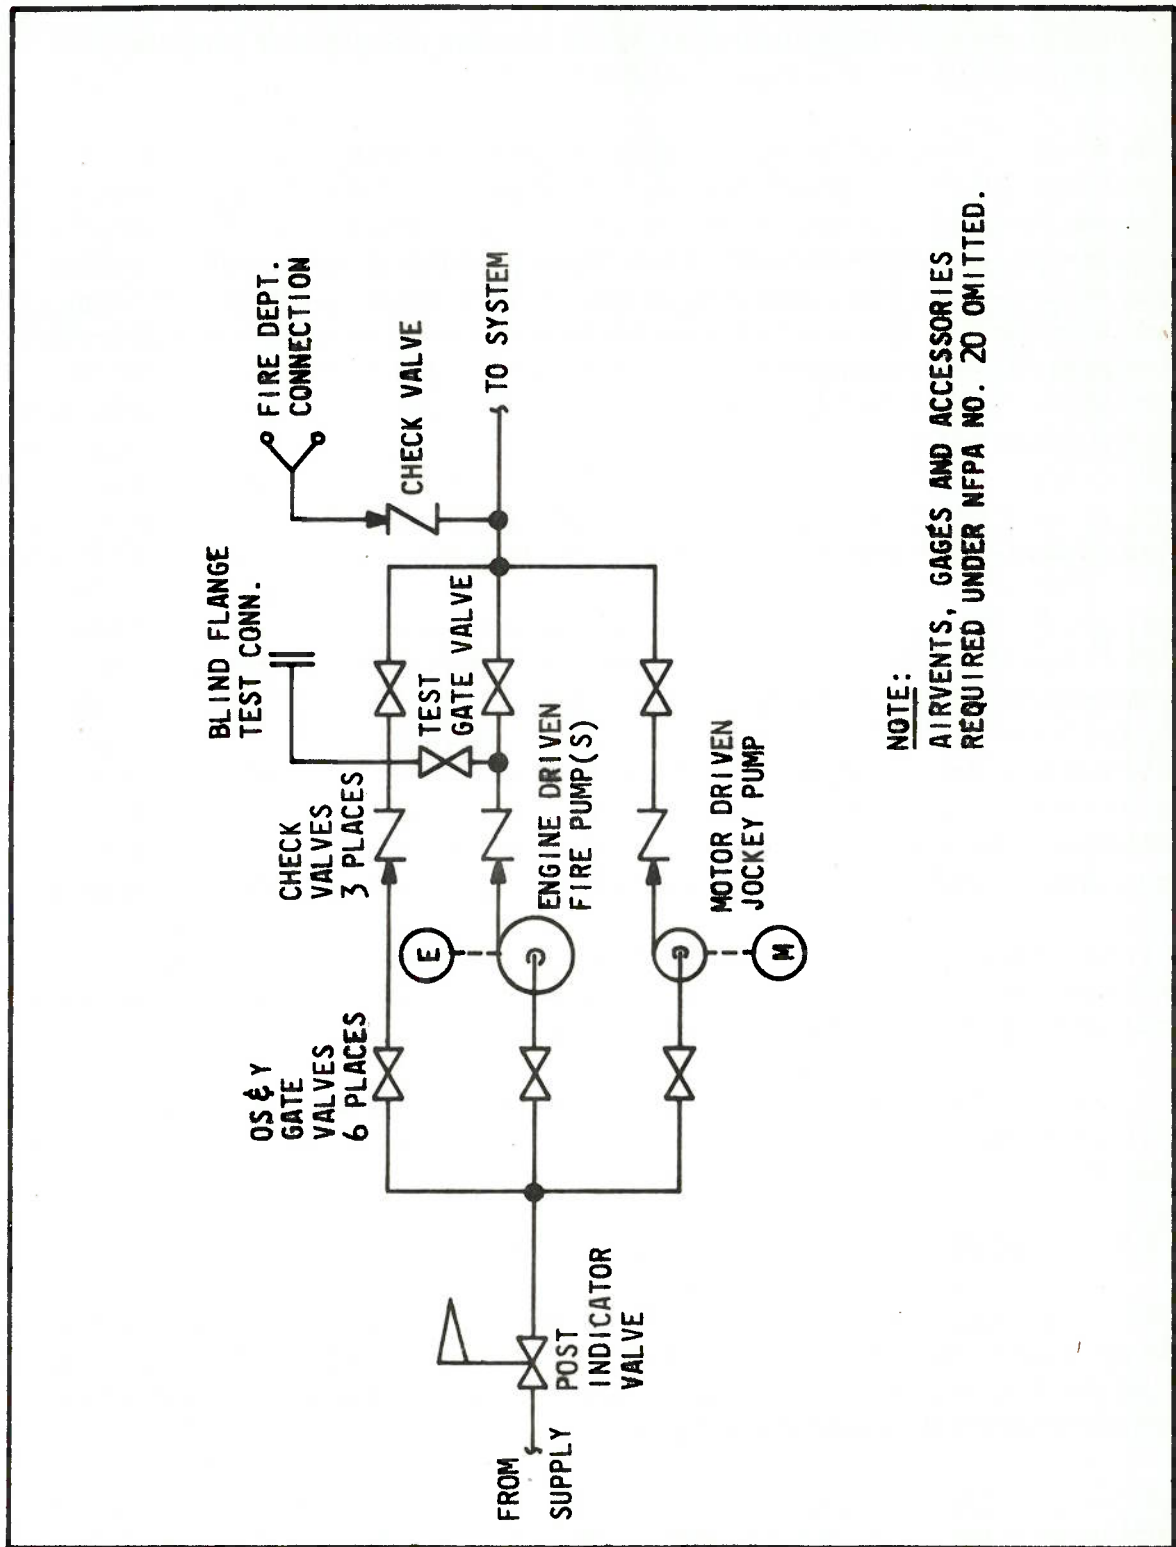 FROM
SUPPLY
POST
INDICATOR
VALVE
OS&Y
GATE
VALVES
6 PLACES
E
ENGINE DRIVEN
FIRE PUMP(S)
M
MOTOR DRIVEN
JOCKEY PUMP
CHECK
VALVES
3 PLACES
BLIND FLANGE
TEST CONN.
TEST
GATE VALVE
FIRE DEPT.
CONNECTION
CHECK VALVE
TO SYSTEM
NOTE:
AIRVENTS, GAGES AND ACCESSORIES
REQUIRED UNDER NFPA NO. 20 OMITTED.